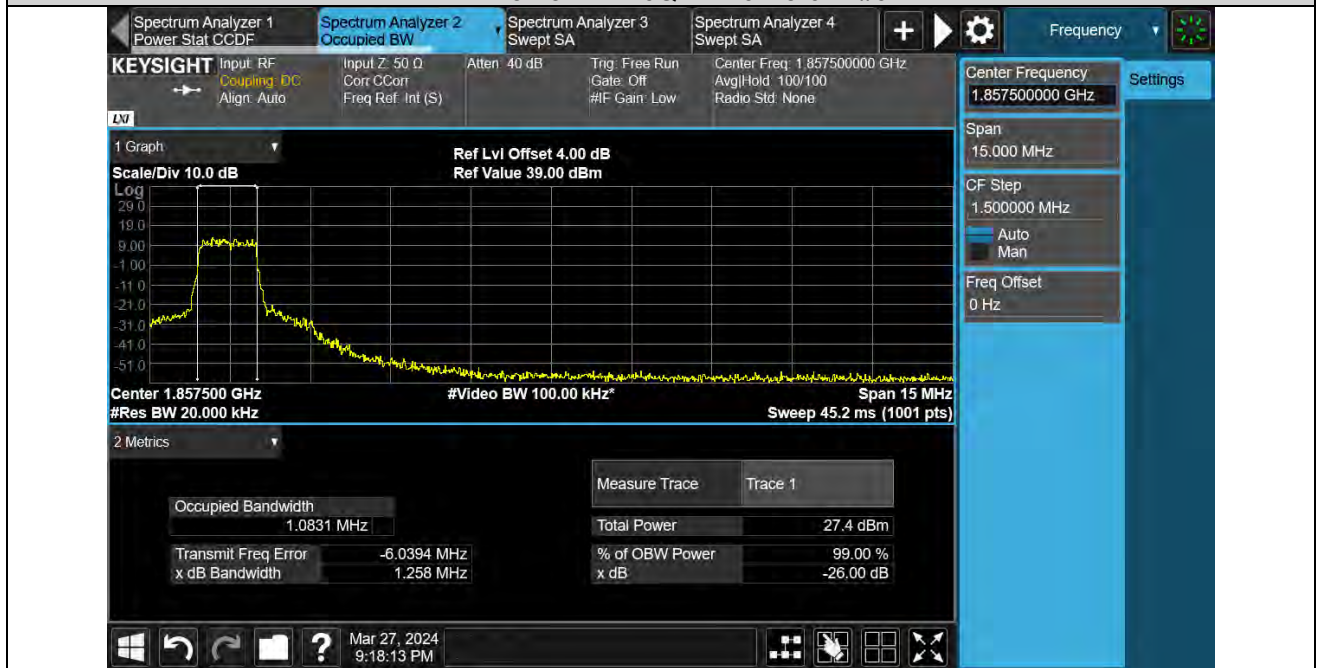 Spectrum Analyzer 1
Power Stat CCDF
Spectrum Analyzer 2
Occupied BW
Spectrum Analyzer 3
Swept SA
Spectrum Analyzer 4
Swept SA
+
Frequency
KEYSIGHT
LXI
Input: RF
Coupling: DC
Align: Auto
Input Z: 50 Ω
Corr CCorr
Freq Ref: Int (S)
Atten: 40 dB
Trig: Free Run
Gate: Off
#IF Gain: Low
Center Freq: 1.857500000 GHz
Avg|Hold: 100/100
Radio Std: None
Center Frequency
1.857500000 GHz
Settings
Span
15.000 MHz
CF Step
1.500000 MHz
Auto
Man
Freq Offset
0 Hz
1 Graph
Scale/Div 10.0 dB
Ref Lvl Offset 4.00 dB
Ref Value 39.00 dBm
Log
29.0
19.0
9.00
-1.00
-11.0
-21.0
-31.0
-41.0
-51.0
Center 1.857500 GHz
#Res BW 20.000 kHz
#Video BW 100.00 kHz*
Span 15 MHz
Sweep 45.2 ms (1001 pts)
2 Metrics
Measure Trace Trace 1
Occupied Bandwidth
1.0831 MHz
Total Power 27.4 dBm
Transmit Freq Error -6.0394 MHz
% of OBW Power 99.00 %
x dB Bandwidth 1.258 MHz
x dB -26.00 dB
?
Mar 27, 2024
9:18:13 PM